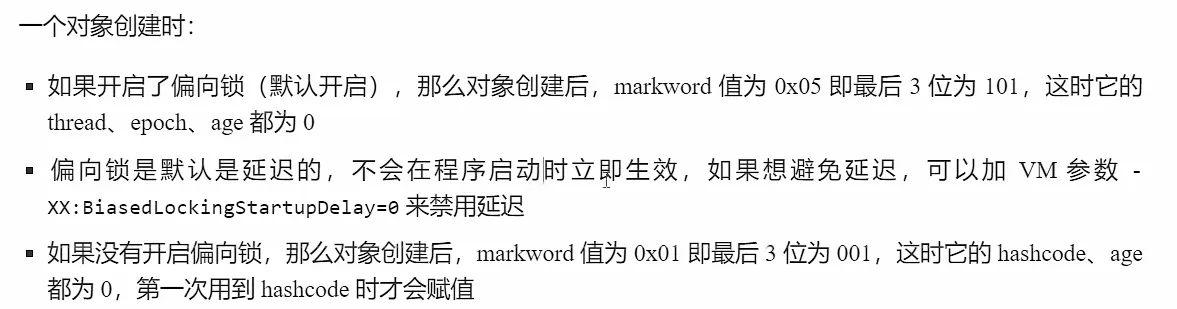 一个对象创建时：
▪ 如果开启了偏向锁（默认开启），那么对象创建后，markword 值为 0x05 即最后 3 位为 101，这时它的
thread、epoch、age 都为 0
▪ 偏向锁是默认是延迟的，不会在程序启动时立即生效，如果想避免延迟，可以加 VM 参数 -
XX:BiasedLockingStartupDelay=0 来禁用延迟
▪ 如果没有开启偏向锁，那么对象创建后，markword 值为 0x01 即最后 3 位为 001，这时它的 hashcode、age
都为 0，第一次用到 hashcode 时才会赋值